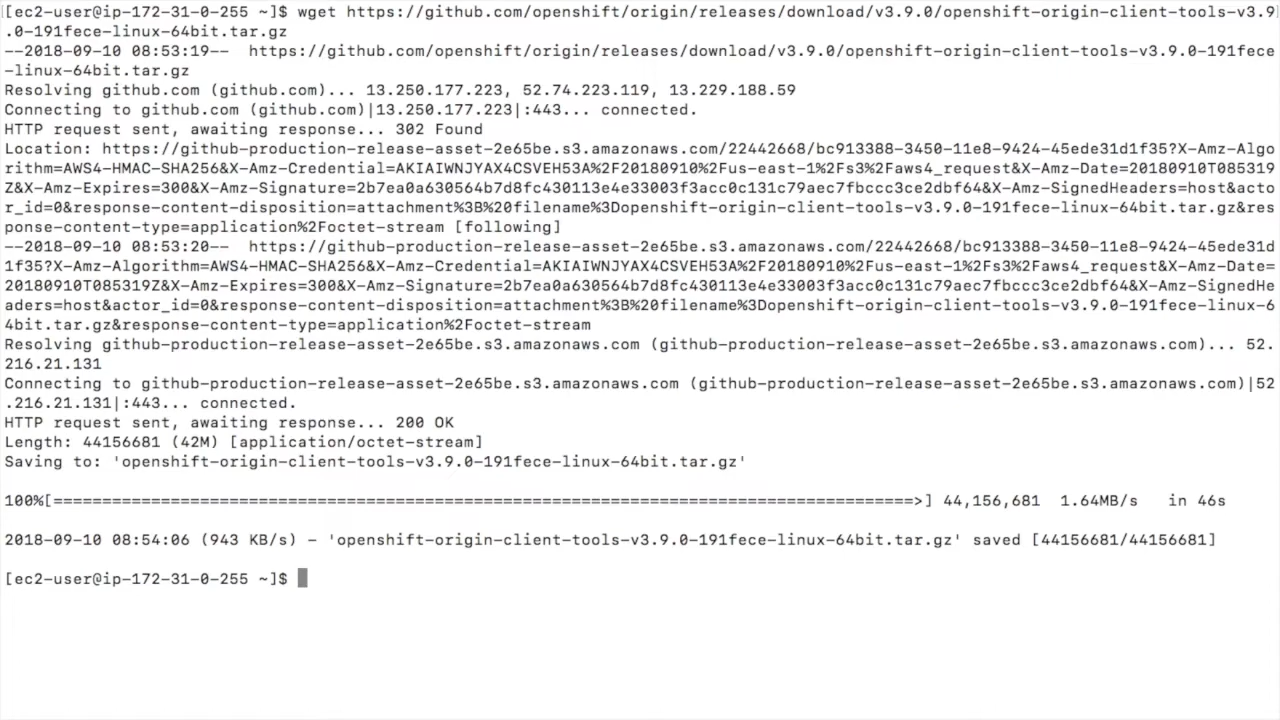 [ec2-user@ip-172-31-0-255 ~]$ wget https://github.com/openshift/origin/releases/download/v3.9.0/openshift-origin-client-tools-v3.9
.0-191fece-linux-64bit.tar.gz
--2018-09-10 08:53:19--  https://github.com/openshift/origin/releases/download/v3.9.0/openshift-origin-client-tools-v3.9.0-191fece
-linux-64bit.tar.gz
Resolving github.com (github.com)... 13.250.177.223, 52.74.223.119, 13.229.188.59
Connecting to github.com (github.com)|13.250.177.223|:443... connected.
HTTP request sent, awaiting response... 302 Found
Location: https://github-production-release-asset-2e65be.s3.amazonaws.com/22442668/bc913388-3450-11e8-9424-45ede31d1f35?X-Amz-Algo
rithm=AWS4-HMAC-SHA256&X-Amz-Credential=AKIAIWNJYAX4CSVEH53A%2F20180910%2Fus-east-1%2Fs3%2Faws4_request&X-Amz-Date=20180910T085319
Z&X-Amz-Expires=300&X-Amz-Signature=2b7ea0a630564b7d8fc430113e4e33003f3acc0c131c79aec7fbccc3ce2dbf64&X-Amz-SignedHeaders=host&acto
r_id=0&response-content-disposition=attachment%3B%20filename%3Dopenshift-origin-client-tools-v3.9.0-191fece-linux-64bit.tar.gz&res
ponse-content-type=application%2Foctet-stream [following]
--2018-09-10 08:53:20--  https://github-production-release-asset-2e65be.s3.amazonaws.com/22442668/bc913388-3450-11e8-9424-45ede31d
1f35?X-Amz-Algorithm=AWS4-HMAC-SHA256&X-Amz-Credential=AKIAIWNJYAX4CSVEH53A%2F20180910%2Fus-east-1%2Fs3%2Faws4_request&X-Amz-Date=
20180910T085319Z&X-Amz-Expires=300&X-Amz-Signature=2b7ea0a630564b7d8fc430113e4e33003f3acc0c131c79aec7fbccc3ce2dbf64&X-Amz-SignedHe
aders=host&actor_id=0&response-content-disposition=attachment%3B%20filename%3Dopenshift-origin-client-tools-v3.9.0-191fece-linux-6
4bit.tar.gz&response-content-type=application%2Foctet-stream
Resolving github-production-release-asset-2e65be.s3.amazonaws.com (github-production-release-asset-2e65be.s3.amazonaws.com)... 52.
216.21.131
Connecting to github-production-release-asset-2e65be.s3.amazonaws.com (github-production-release-asset-2e65be.s3.amazonaws.com)|52
.216.21.131|:443... connected.
HTTP request sent, awaiting response... 200 OK
Length: 44156681 (42M) [application/octet-stream]
Saving to: 'openshift-origin-client-tools-v3.9.0-191fece-linux-64bit.tar.gz'
100%[========================================================================================>] 44,156,681  1.64MB/s   in 46s
2018-09-10 08:54:06 (943 KB/s) - 'openshift-origin-client-tools-v3.9.0-191fece-linux-64bit.tar.gz' saved [44156681/44156681]
[ec2-user@ip-172-31-0-255 ~]$